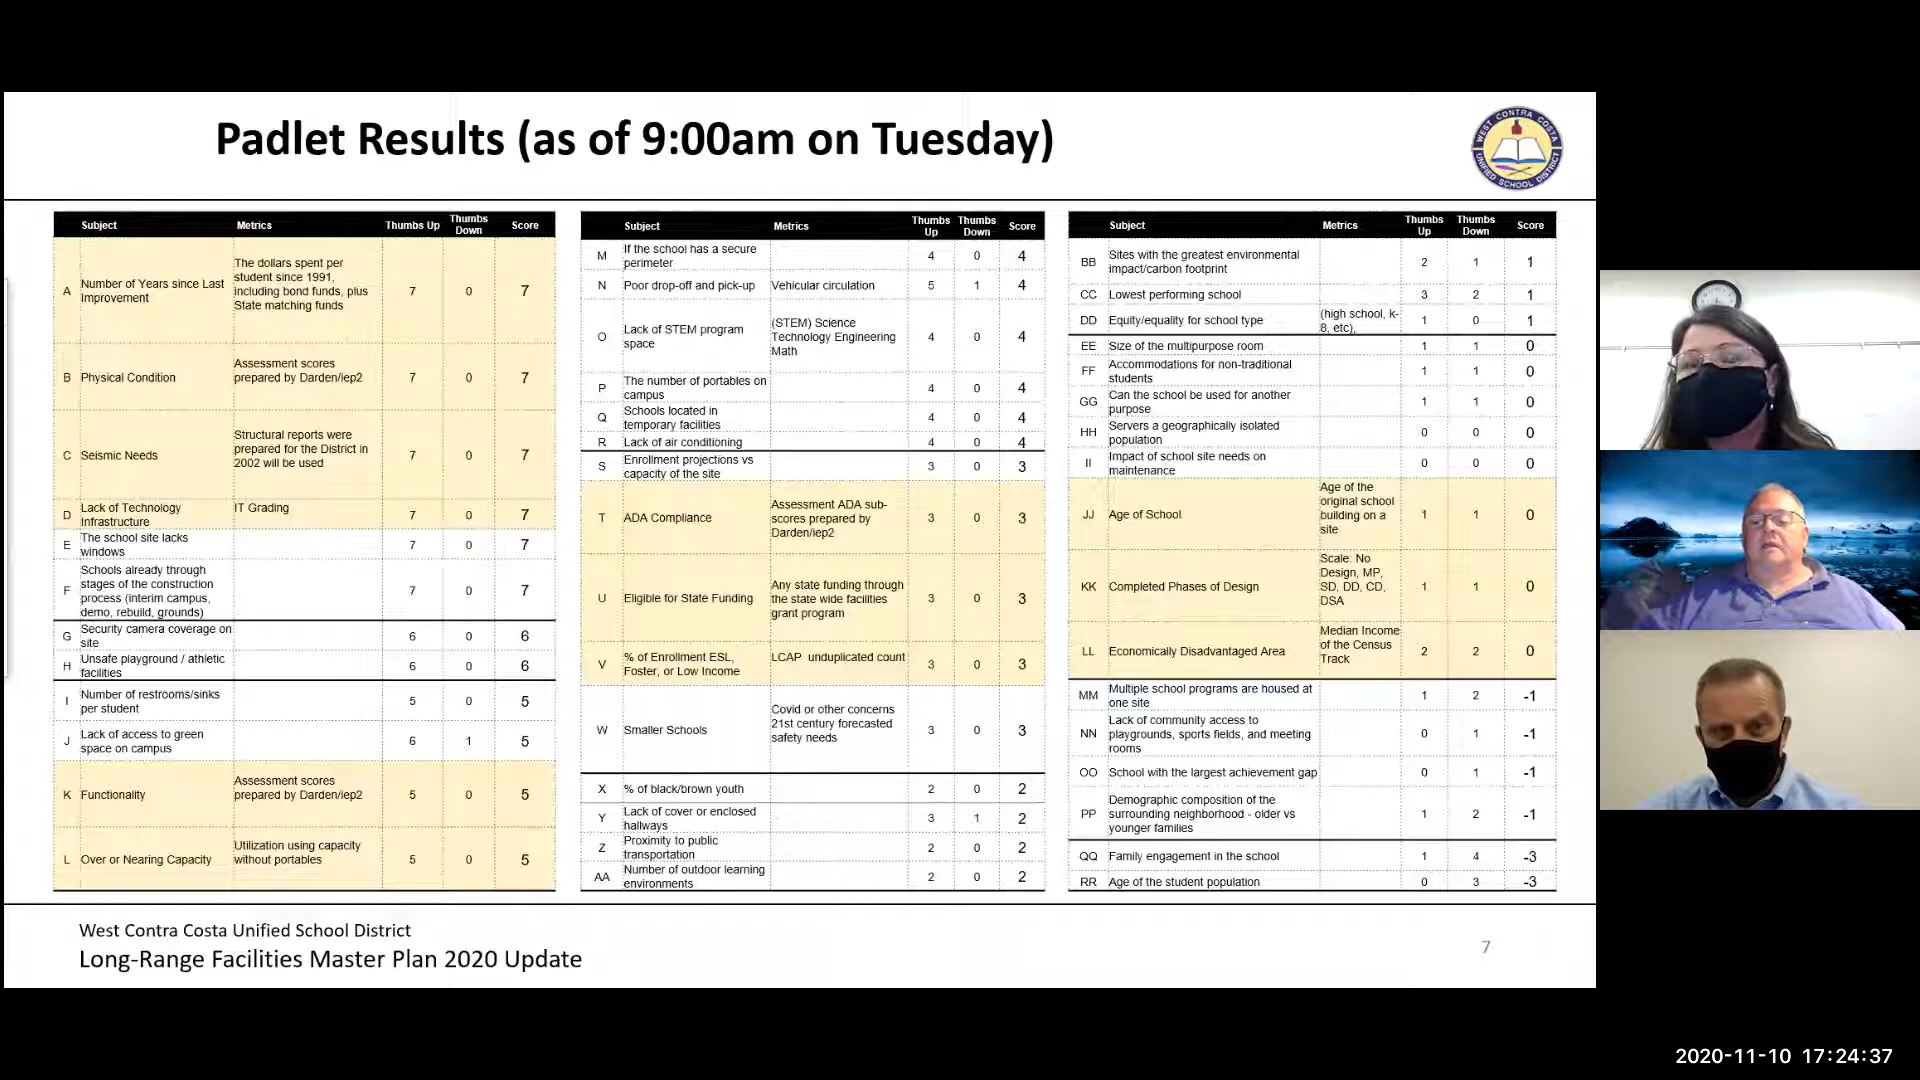 Padlet Results (as of 9:00am on Tuesday)
WEST CONTRA COSTA
UNIFIED SCHOOL DISTRICT
Subject Metrics Thumbs Up Thumbs Down Score
A Number of Years since Last Improvement The dollars spent per student since 1991, including bond funds, plus State matching funds 7 0 7
B Physical Condition Assessment scores prepared by Darden/iep2 7 0 7
C Seismic Needs Structural reports were prepared for the District in 2002 will be used 7 0 7
D Lack of Technology Infrastructure IT Grading 7 0 7
E The school site lacks windows 7 0 7
F Schools already through stages of the construction process (interim campus, demo, rebuild, grounds) 7 0 7
G Security camera coverage on site 6 0 6
H Unsafe playground / athletic facilities 6 0 6
I Number of restrooms/sinks per student 5 0 5
J Lack of access to green space on campus 6 1 5
K Functionality Assessment scores prepared by Darden/iep2 5 0 5
L Over or Nearing Capacity Utilization using capacity without portables 5 0 5
Subject Metrics Thumbs Up Thumbs Down Score
M If the school has a secure perimeter 4 0 4
N Poor drop-off and pick-up Vehicular circulation 5 1 4
O Lack of STEM program space (STEM) Science Technology Engineering Math 4 0 4
P The number of portables on campus 4 0 4
Q Schools located in temporary facilities 4 0 4
R Lack of air conditioning 4 0 4
S Enrollment projections vs capacity of the site 3 0 3
T ADA Compliance Assessment ADA sub-scores prepared by Darden/iep2 3 0 3
U Eligible for State Funding Any state funding through the state wide facilities grant program 3 0 3
V % of Enrollment ESL, Foster, or Low Income LCAP unduplicated count 3 0 3
W Smaller Schools Covid or other concerns 21st century forecasted safety needs 3 0 3
X % of black/brown youth 2 0 2
Y Lack of cover or enclosed hallways 3 1 2
Z Proximity to public transportation 2 0 2
AA Number of outdoor learning environments 2 0 2
Subject Metrics Thumbs Up Thumbs Down Score
BB Sites with the greatest environmental impact/carbon footprint 2 1 1
CC Lowest performing school 3 2 1
DD Equity/equality for school type (high school, k-8, etc), 1 0 1
EE Size of the multipurpose room 1 1 0
FF Accommodations for non-traditional students 1 1 0
GG Can the school be used for another purpose 1 1 0
HH Servers a geographically isolated population 0 0 0
II Impact of school site needs on maintenance 0 0 0
JJ Age of School Age of the original school building on a site 1 1 0
KK Completed Phases of Design Scale: No Design, MP, SD, DD, CD, DSA 1 1 0
LL Economically Disadvantaged Area Median Income of the Census Track 2 2 0
MM Multiple school programs are housed at one site 1 2 -1
NN Lack of community access to playgrounds, sports fields, and meeting rooms 0 1 -1
OO School with the largest achievement gap 0 1 -1
PP Demographic composition of the surrounding neighborhood - older vs younger families 1 2 -1
QQ Family engagement in the school 1 4 -3
RR Age of the student population 0 3 -3
West Contra Costa Unified School District
Long-Range Facilities Master Plan 2020 Update
7
2020-11-10 17:24:37